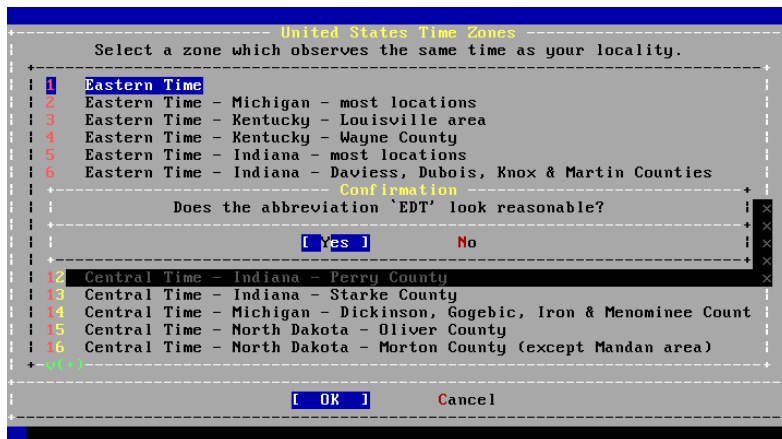 United States Time Zones
Select a zone which observes the same time as your locality.
1 Eastern Time
2 Eastern Time - Michigan - most locations
3 Eastern Time - Kentucky - Louisville area
4 Eastern Time - Kentucky - Wayne County
5 Eastern Time - Indiana - most locations
6 Eastern Time - Indiana - Daviess, Dubois, Knox & Martin Counties
Confirmation
Does the abbreviation `EDT' look reasonable?
[ Yes ] No
12 Central Time - Indiana - Perry County
13 Central Time - Indiana - Starke County
14 Central Time - Michigan - Dickinson, Gogebic, Iron & Menominee Count
15 Central Time - North Dakota - Oliver County
16 Central Time - North Dakota - Morton County (except Mandan area)
v(+)
[ OK ] Cancel